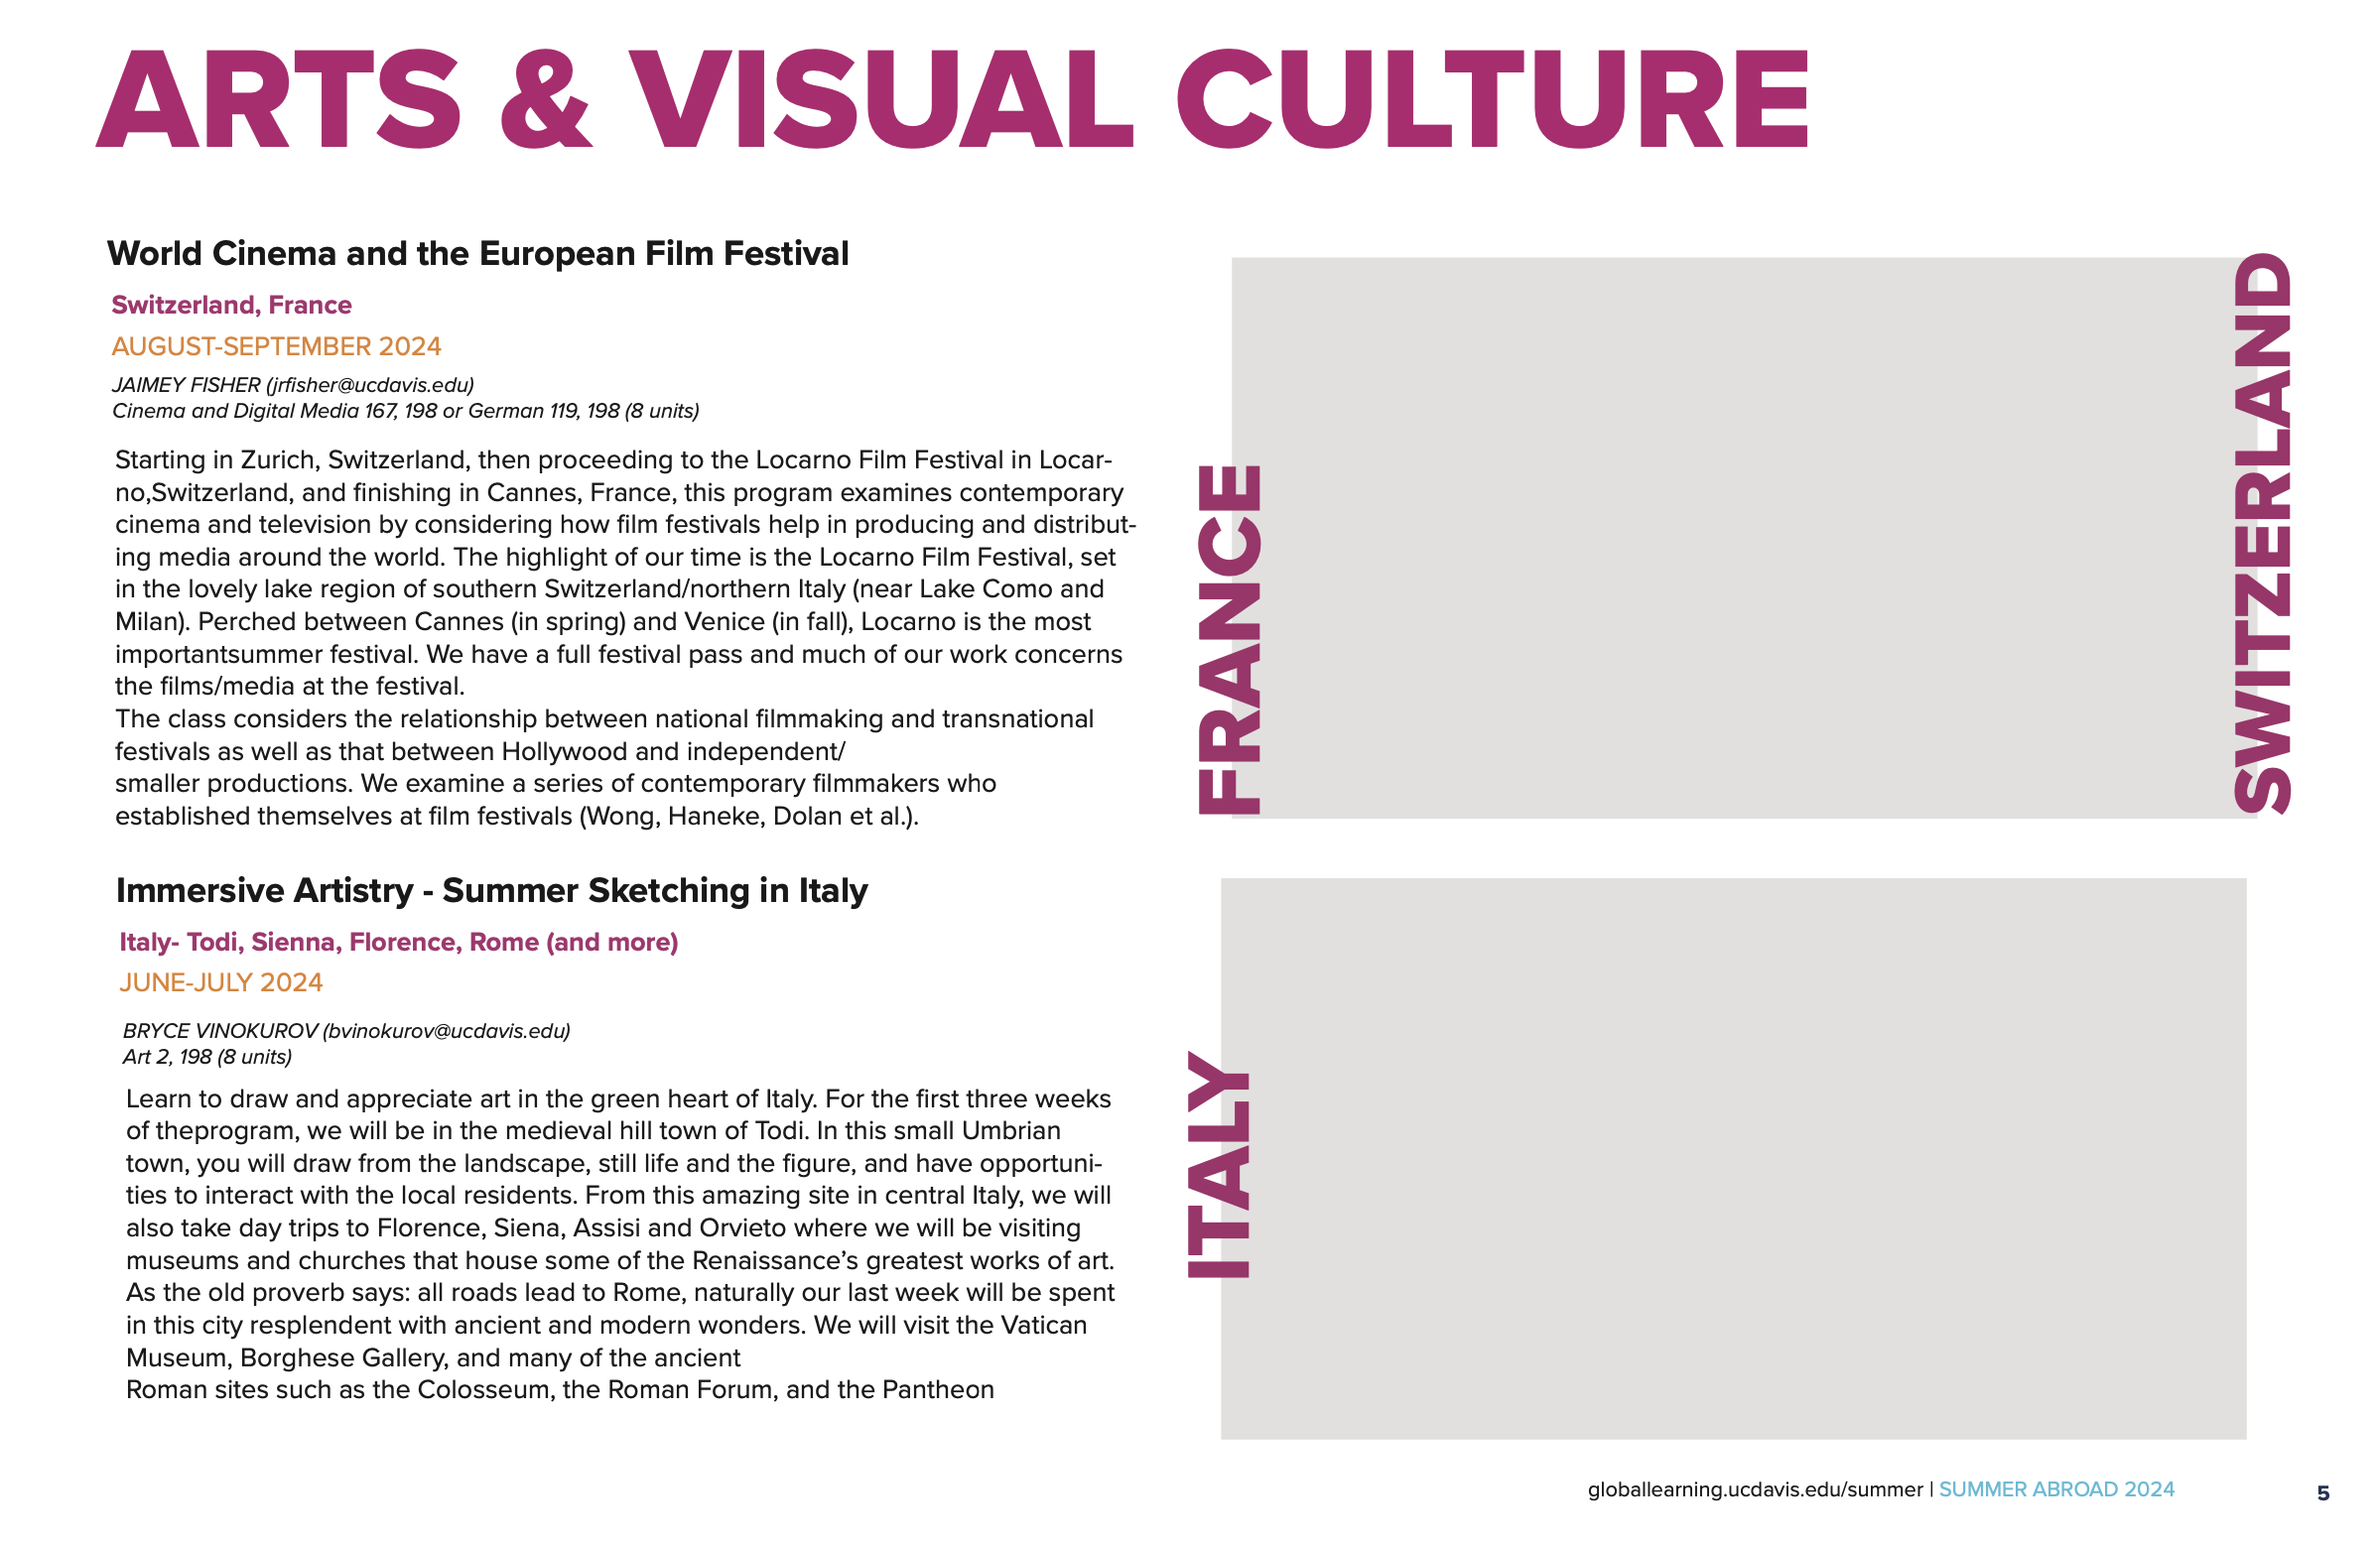 ARTS & VISUAL CULTURE
World Cinema and the European Film Festival
Switzerland, France
AUGUST-SEPTEMBER 2024
JAIMEY FISHER (jrfisher@ucdavis.edu)
Cinema and Digital Media 167, 198 or German 119, 198 (8 units)
Starting in Zurich, Switzerland, then proceeding to the Locarno Film Festival in Locar-
no,Switzerland, and finishing in Cannes, France, this program examines contemporary
cinema and television by considering how film festivals help in producing and distribut-
ing media around the world. The highlight of our time is the Locarno Film Festival, set
in the lovely lake region of southern Switzerland/northern Italy (near Lake Como and
Milan). Perched between Cannes (in spring) and Venice (in fall), Locarno is the most
importantsummer festival. We have a full festival pass and much of our work concerns
the films/media at the festival.
The class considers the relationship between national filmmaking and transnational
festivals as well as that between Hollywood and independent/
smaller productions. We examine a series of contemporary filmmakers who
established themselves at film festivals (Wong, Haneke, Dolan et al.).
FRANCE
SWITZERLAND
Immersive Artistry - Summer Sketching in Italy
Italy- Todi, Sienna, Florence, Rome (and more)
JUNE-JULY 2024
BRYCE VINOKUROV (bvinokurov@ucdavis.edu)
Art 2, 198 (8 units)
Learn to draw and appreciate art in the green heart of Italy. For the first three weeks
of theprogram, we will be in the medieval hill town of Todi. In this small Umbrian
town, you will draw from the landscape, still life and the figure, and have opportuni-
ties to interact with the local residents. From this amazing site in central Italy, we will
also take day trips to Florence, Siena, Assisi and Orvieto where we will be visiting
museums and churches that house some of the Renaissance’s greatest works of art.
As the old proverb says: all roads lead to Rome, naturally our last week will be spent
in this city resplendent with ancient and modern wonders. We will visit the Vatican
Museum, Borghese Gallery, and many of the ancient
Roman sites such as the Colosseum, the Roman Forum, and the Pantheon
ITALY
globallearning.ucdavis.edu/summer | SUMMER ABROAD 2024
5